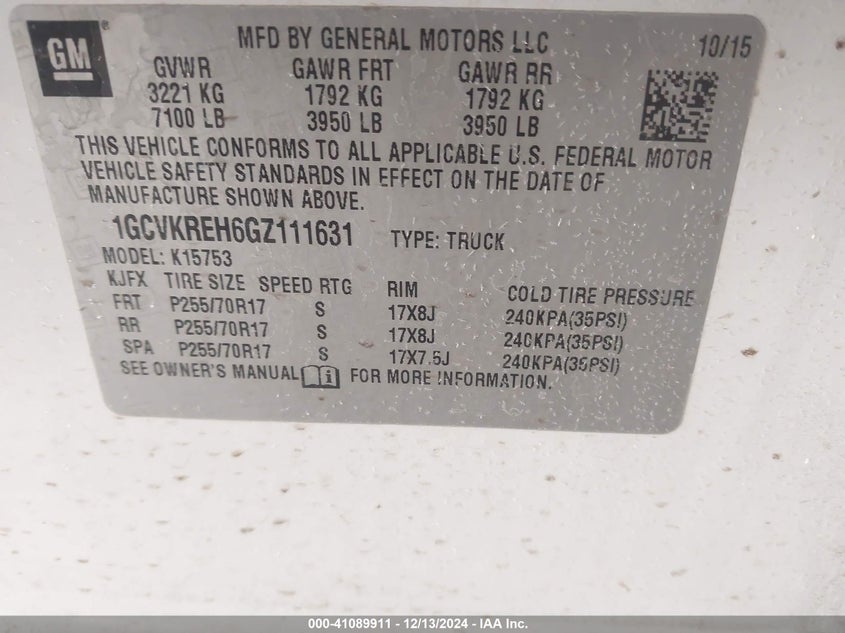 GM
MFD BY GENERAL MOTORS LLC 10/15
GVWR GAWR FRT GAWR RR
3221 KG 1792 KG 1792 KG
7100 LB 3950 LB 3950 LB
THIS VEHICLE CONFORMS TO ALL APPLICABLE U.S. FEDERAL MOTOR
VEHICLE SAFETY STANDARDS IN EFFECT ON THE DATE OF
MANUFACTURE SHOWN ABOVE.
1GCVKREH6GZ111631 TYPE: TRUCK
MODEL: K15753
KJFX TIRE SIZE SPEED RTG RIM COLD TIRE PRESSURE
FRT P255/70R17 S 17X8J 240KPA(35PSI)
RR P255/70R17 S 17X8J 240KPA(35PSI)
SPA P255/70R17 S 17X7.5J 240KPA(35PSI)
SEE OWNER'S MANUAL FOR MORE INFORMATION.
000-41089911 - 12/13/2024 - IAA Inc.